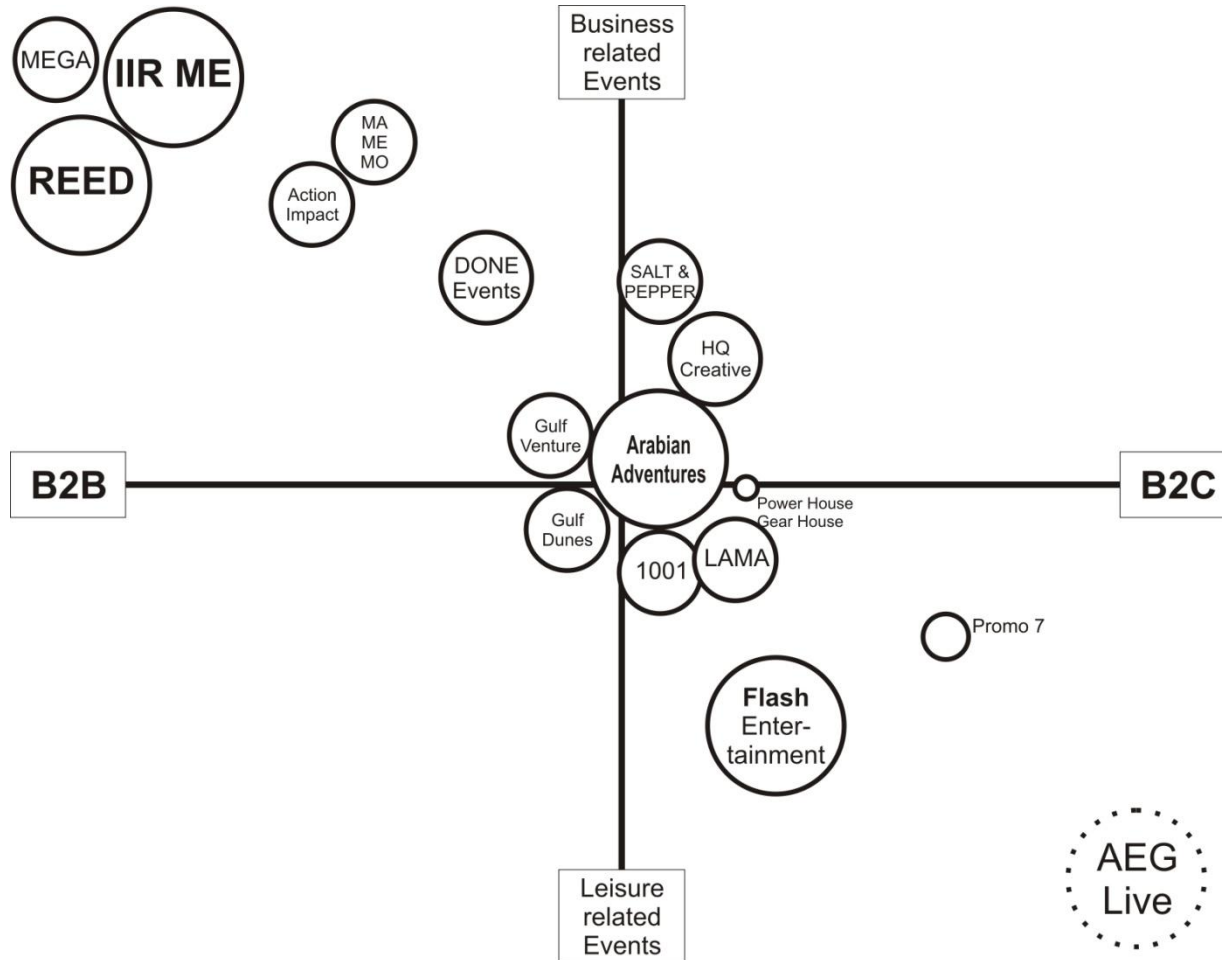 Business
related
Events
MEGA
IIR ME
REED
MA
ME
MO
Action
Impact
DONE
Events
SALT &
PEPPER
HQ
Creative
Gulf
Venture
Arabian
Adventures
B2B
B2C
Power House
Gear House
Gulf
Dunes
1001
LAMA
Promo 7
Flash
Enter-
tainment
AEG
Live
Leisure
related
Events